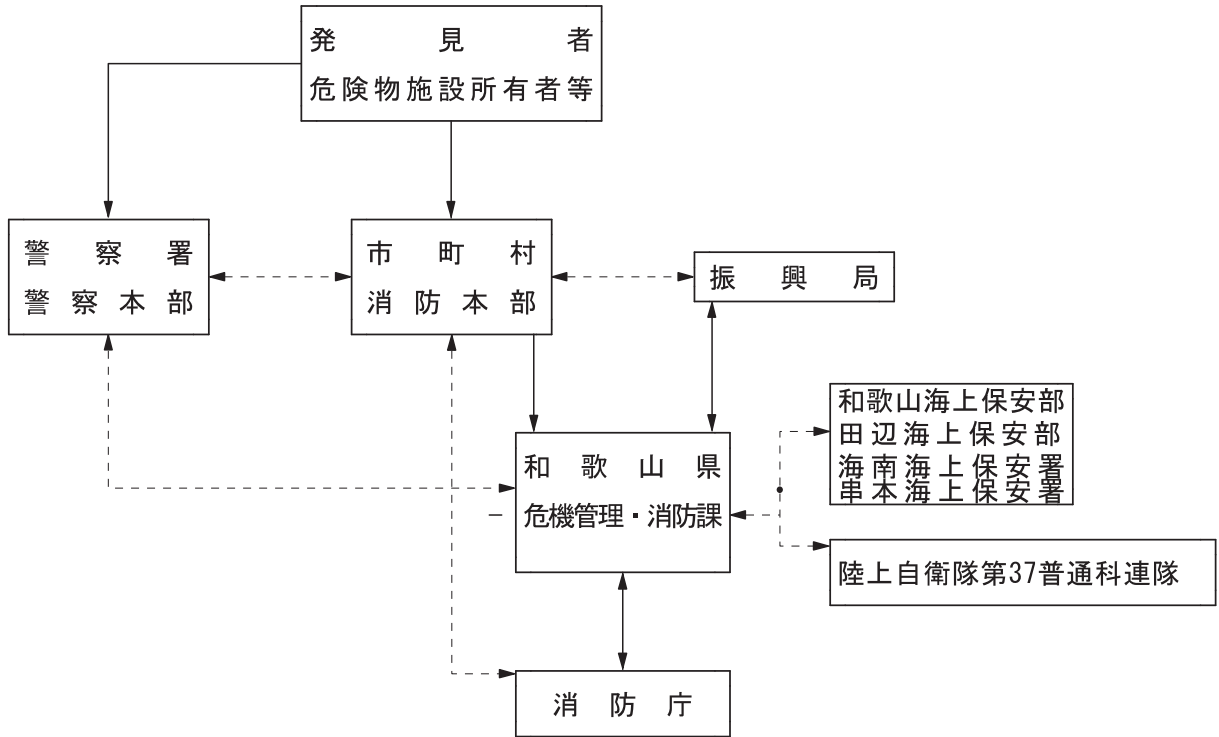 発見者
危険物施設所有者等
警察署
警察本部
市町村
消防本部
振興局
和歌山県
危機管理・消防課
和歌山海上保安部
田辺海上保安部
海南海上保安署
串本海上保安署
陸上自衛隊第37普通科連隊
消防庁